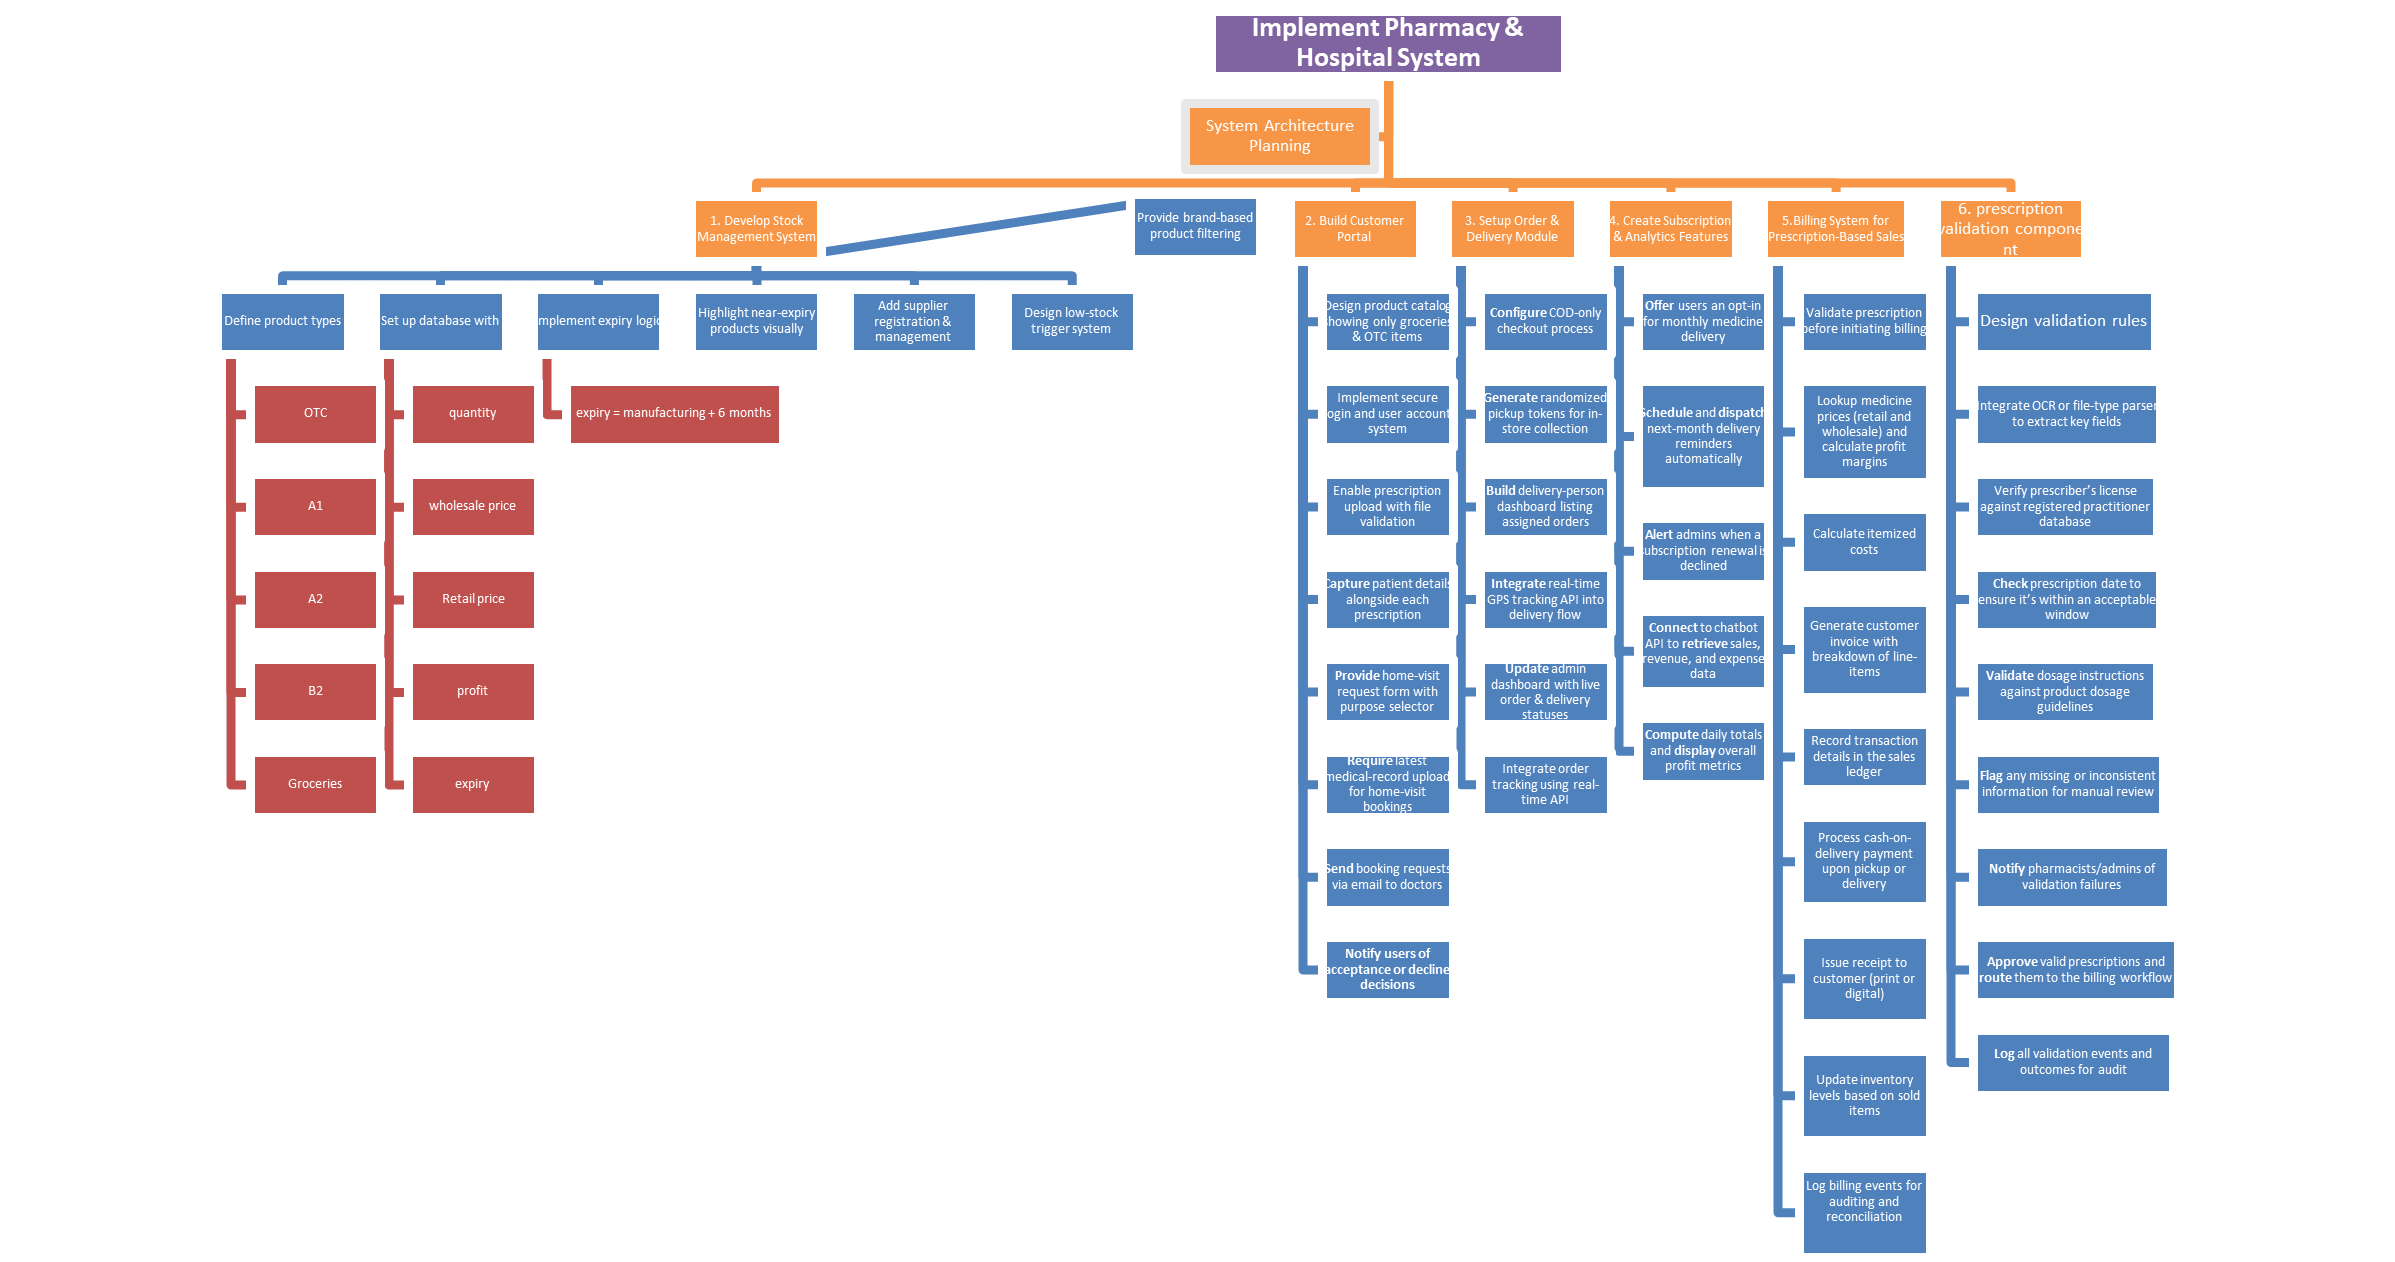 Implement Pharmacy &
Hospital System
System Architecture
Planning
1. Develop Stock
Management System
Provide brand-based
product filtering
2. Build Customer
Portal
3. Setup Order &
Delivery Module
4. Create Subscription
& Analytics Features
5.Billing System for
Prescription-Based Sales
6. prescription
validation compone
nt
Define product types
Set up database with
Implement expiry logic
Highlight near-expiry
products visually
Add supplier
registration &
management
Design low-stock
trigger system
OTC
A1
A2
B2
Groceries
quantity
wholesale price
Retail price
profit
expiry
expiry = manufacturing + 6 months
Design product catalog
showing only groceries
& OTC items
Implement secure
login and user account
system
Enable prescription
upload with file
validation
Capture patient details
alongside each
prescription
Provide home-visit
request form with
purpose selector
Require latest
medical-record upload
for home-visit
bookings
Send booking requests
via email to doctors
Notify users of
acceptance or decline
decisions
Configure COD-only
checkout process
Generate randomized
pickup tokens for in-
store collection
Build delivery-person
dashboard listing
assigned orders
Integrate real-time
GPS tracking API into
delivery flow
Update admin
dashboard with live
order & delivery
statuses
Integrate order
tracking using real-
time API
Offer users an opt-in
for monthly medicine
delivery
Schedule and dispatch
next-month delivery
reminders
automatically
Alert admins when a
subscription renewal is
declined
Connect to chatbot
API to retrieve sales,
revenue, and expense
data
Compute daily totals
and display overall
profit metrics
Validate prescription
before initiating billing
Lookup medicine
prices (retail and
wholesale) and
calculate profit
margins
Calculate itemized
costs
Generate customer
invoice with
breakdown of line-
items
Record transaction
details in the sales
ledger
Process cash-on-
delivery payment
upon pickup or
delivery
Issue receipt to
customer (print or
digital)
Update inventory
levels based on sold
items
Log billing events for
auditing and
reconciliation
Design validation rules
Integrate OCR or file-type parser
to extract key fields
Verify prescriber’s license
against registered practitioner
database
Check prescription date to
ensure it’s within an acceptable
window
Validate dosage instructions
against product dosage
guidelines
Flag any missing or inconsistent
information for manual review
Notify pharmacists/admins of
validation failures
Approve valid prescriptions and
route them to the billing workflow
Log all validation events and
outcomes for audit